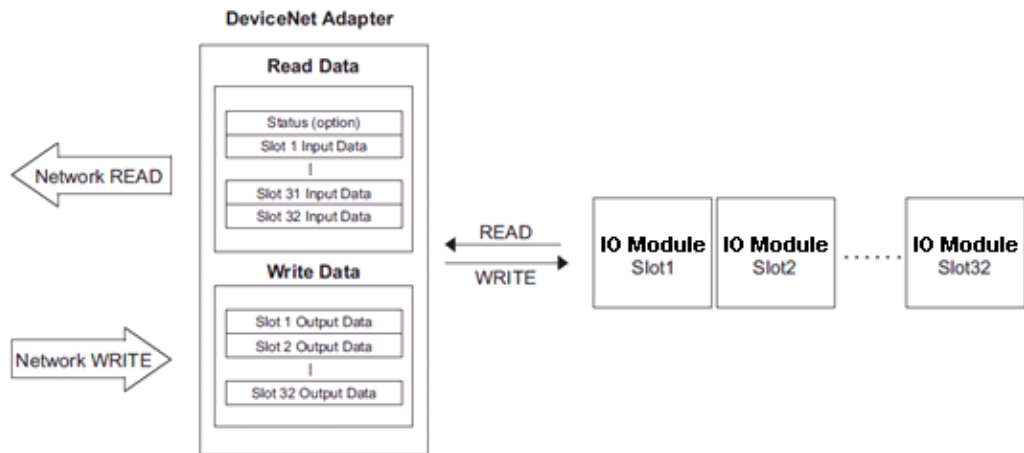 DeviceNet Adapter
Read Data
Status (option)
Slot 1 Input Data
Slot 31 Input Data
Slot 32 Input Data
Network READ
READ
WRITE
IO Module
Slot1
IO Module
Slot2
......
IO Module
Slot32
Write Data
Slot 1 Output Data
Slot 2 Output Data
Slot 32 Output Data
Network WRITE